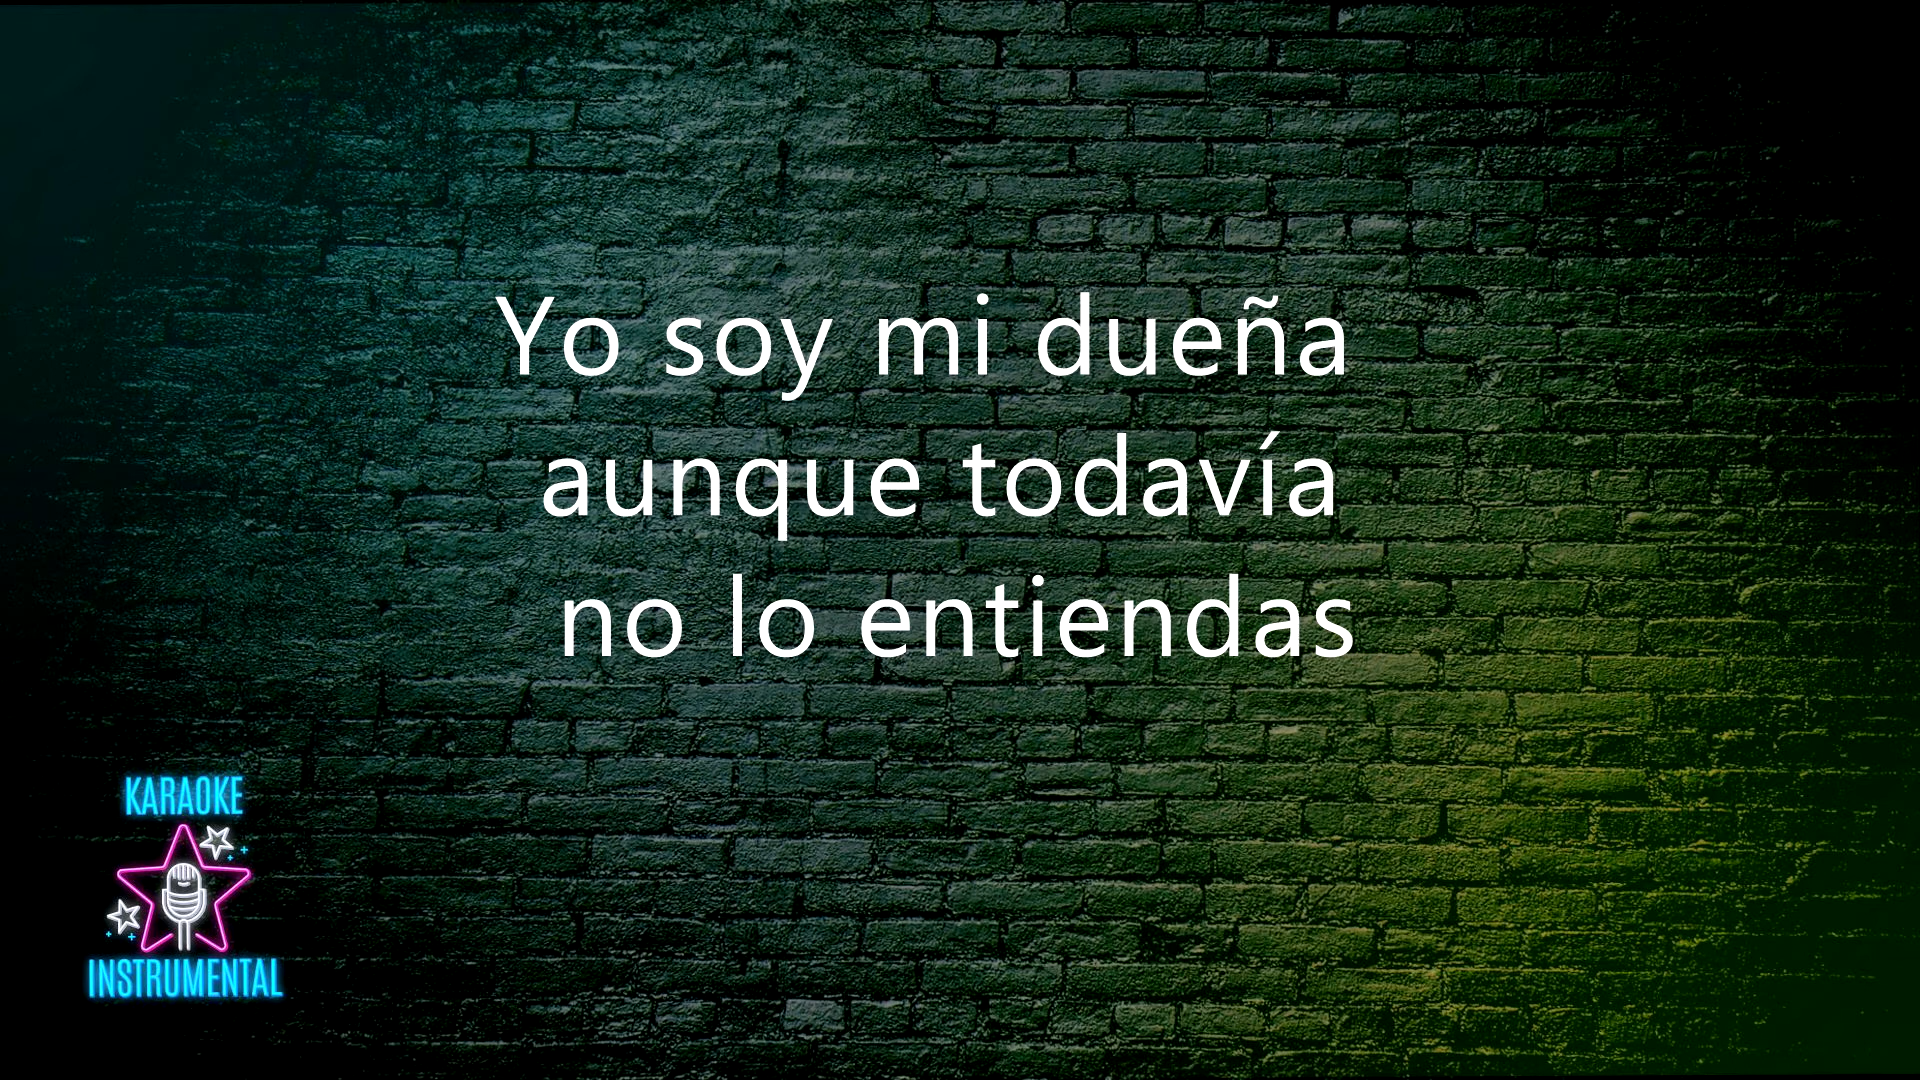 Yo soy mi dueña
aunque todavía
no lo entiendas
KARAOKE
INSTRUMENTAL